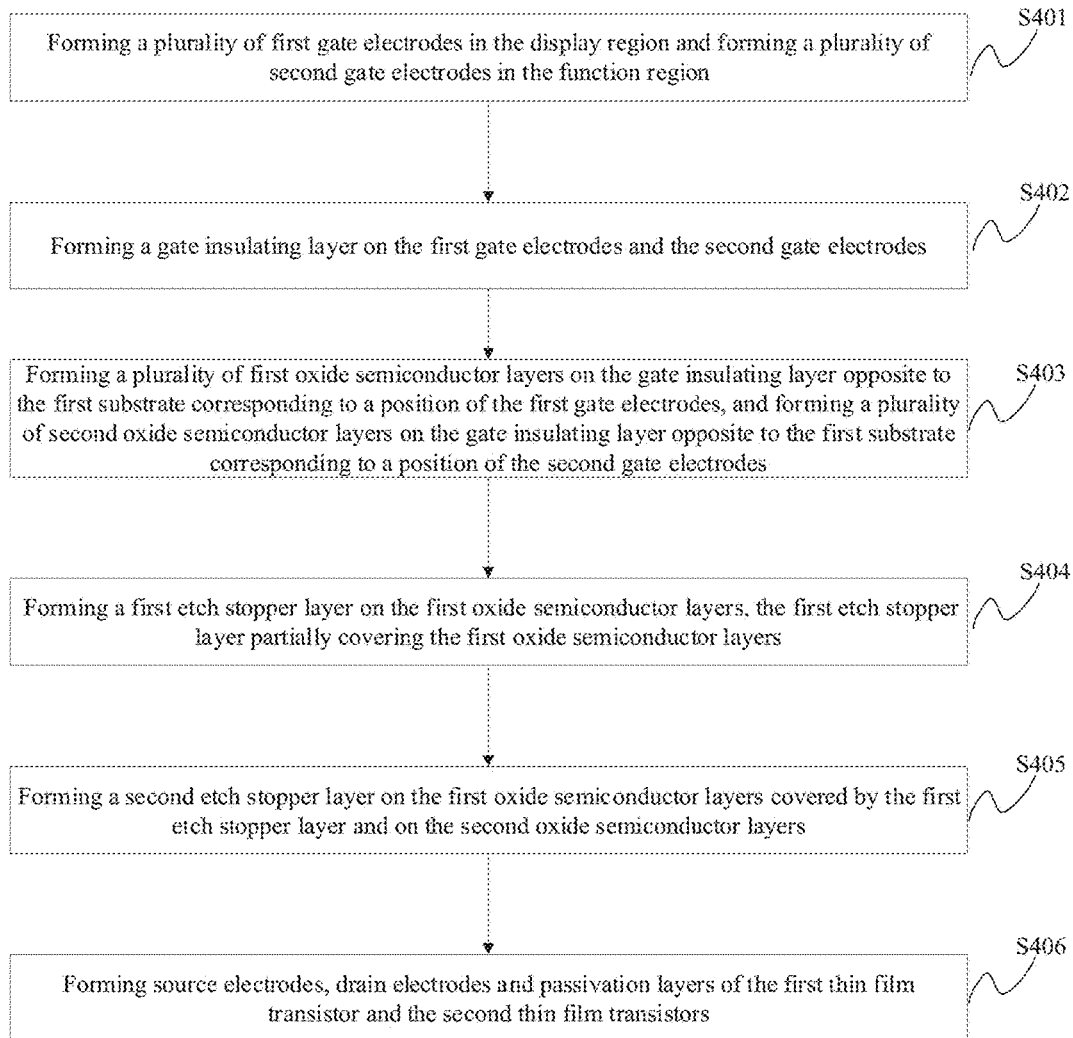 S401
Forming a plurality of first gate electrodes in the display region and forming a plurality of
second gate electrodes in the function region
S402
Forming a gate insulating layer on the first gate electrodes and the second gate electrodes
S403
Forming a plurality of first oxide semiconductor layers on the gate insulating layer opposite to
the first substrate corresponding to a position of the first gate electrodes, and forming a plurality
of second oxide semiconductor layers on the gate insulating layer opposite to the first substrate
corresponding to a position of the second gate electrodes
S404
Forming a first etch stopper layer on the first oxide semiconductor layers, the first etch stopper
layer partially covering the first oxide semiconductor layers
S405
Forming a second etch stopper layer on the first oxide semiconductor layers covered by the first
etch stopper layer and on the second oxide semiconductor layers
S406
Forming source electrodes, drain electrodes and passivation layers of the first thin film
transistor and the second thin film transistors